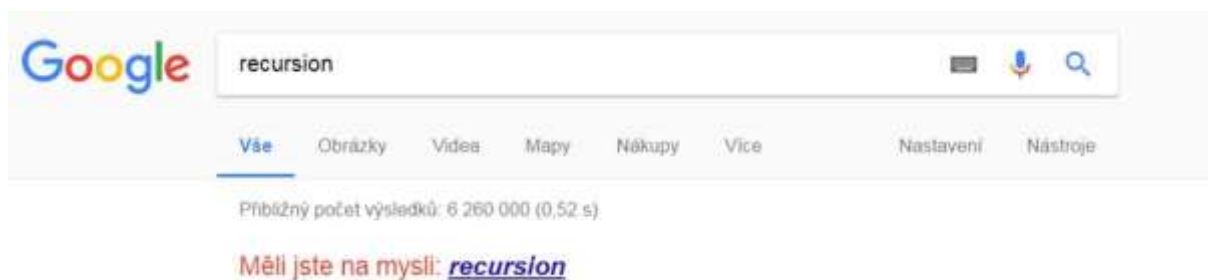 Google recursion
Vše Obrázky Videa Mapy Nákupy Více Nastavení Nástroje
Přibližný počet výsledků: 6 260 000 (0,52 s)
Měli jste na mysli: recursion